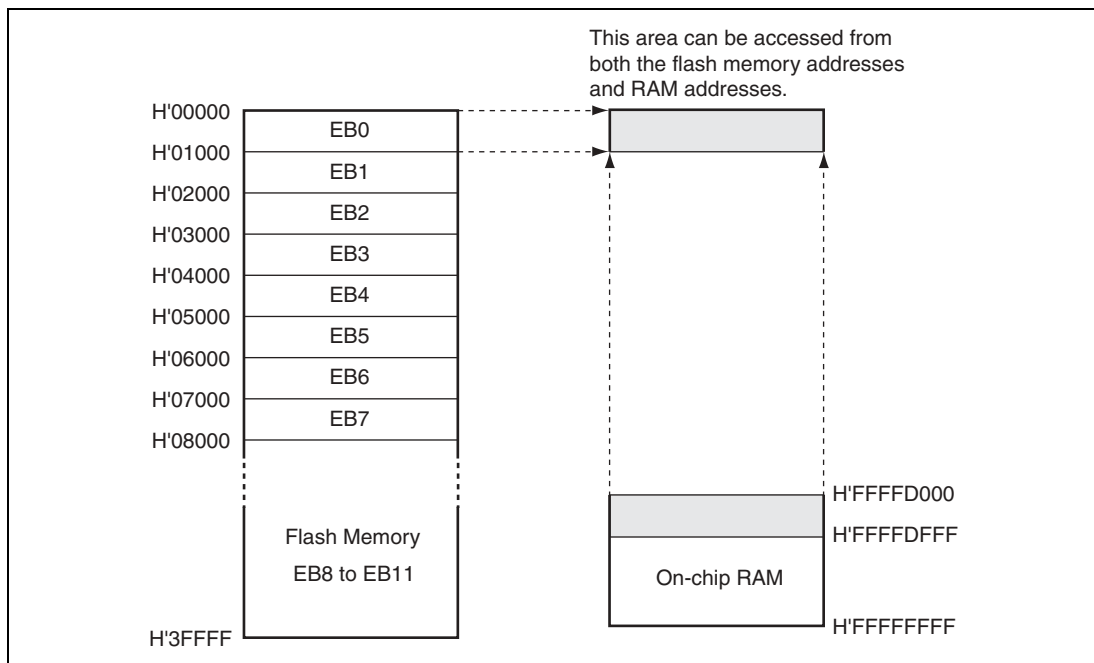 This area can be accessed from
both the flash memory addresses
and RAM addresses.
H'00000
EB0
H'01000
EB1
H'02000
EB2
H'03000
EB3
H'04000
EB4
H'05000
EB5
H'06000
EB6
H'07000
EB7
H'08000
H'FFFFD000
H'FFFFDFFF
Flash Memory
EB8 to EB11
On-chip RAM
H'3FFFF
H'FFFFFFFF